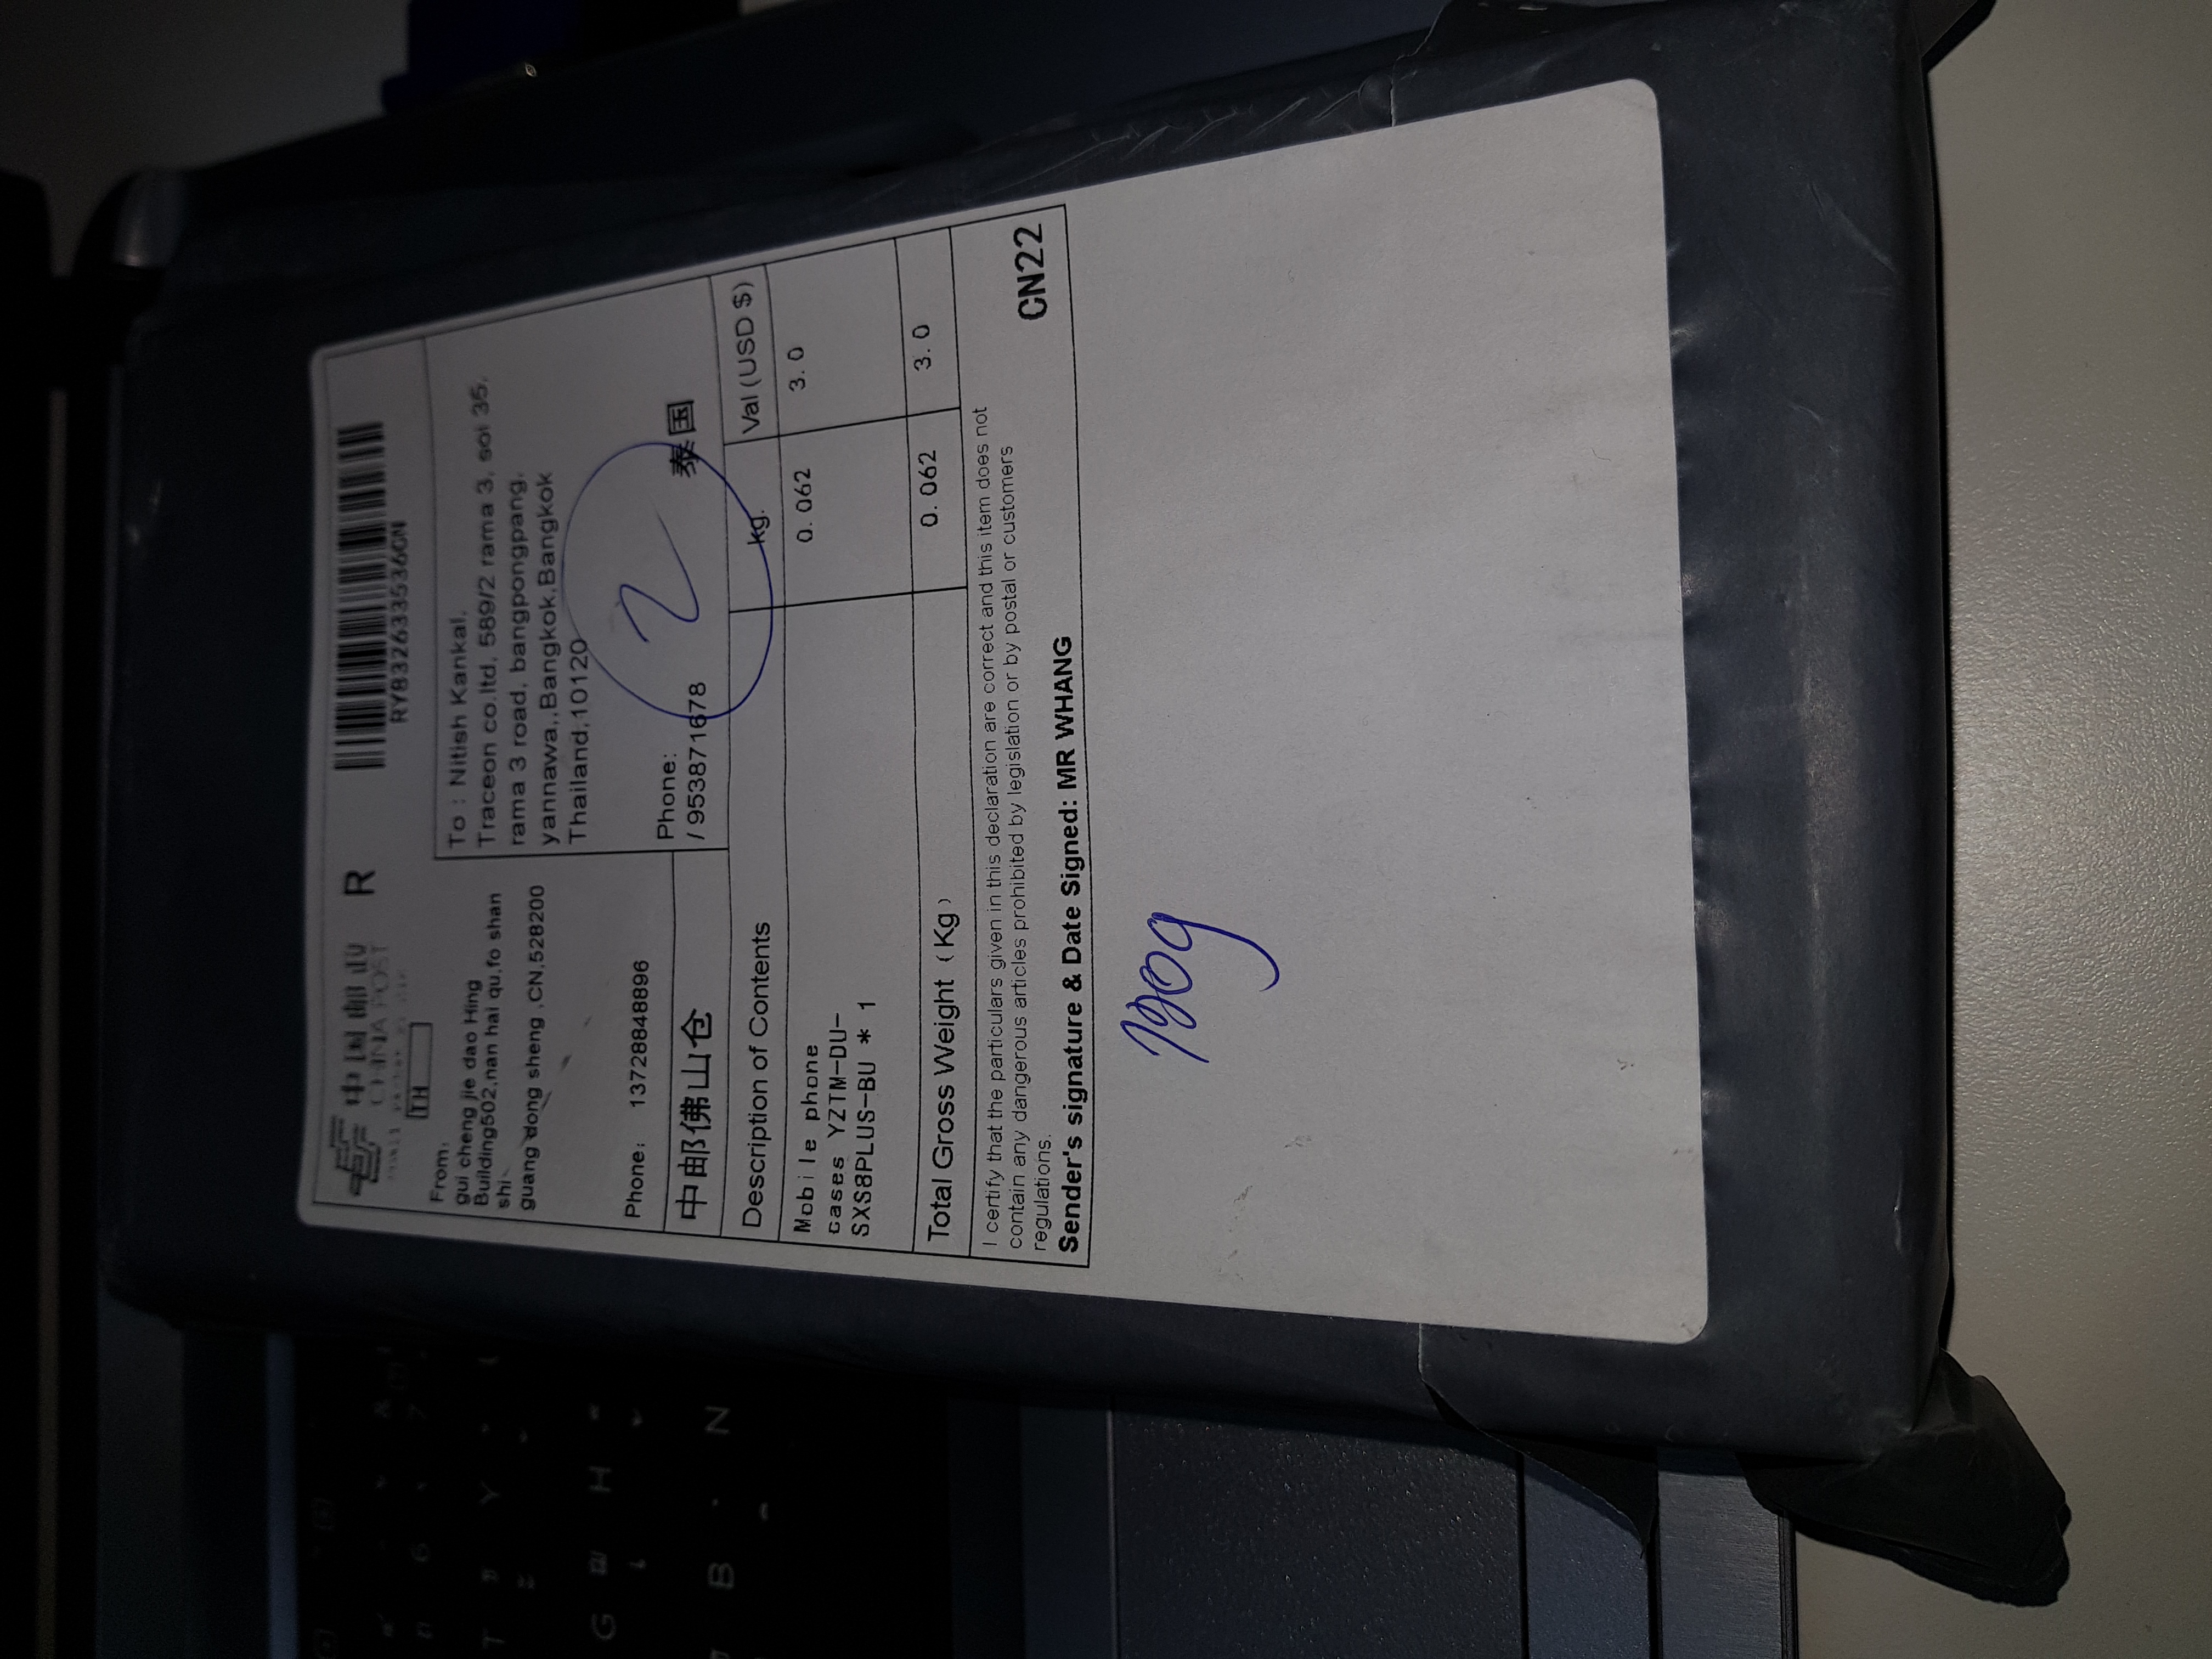 中国邮政
CHINA POST
R
RY832633536CN
TH
From:
gui cheng jie dao Hing
Building502,nan hai qu,fo shan
shi
guang dong sheng ,CN,528200
Phone: 13728848896
中邮佛山仓
To : Nitish Kankal,
Traceon co.ltd, 589/2 rama 3, soi 35,
rama 3 road, bangpongpang,
yannawa,,Bangkok,Bangkok
Thailand,10120
2
Phone:
/ 953871678
泰国
Description of Contents kg. Val (USD $)
Mobile phone 0.062 3.0
cases YZTM-DU-
SXS8PLUS-BU * 1
Total Gross Weight (Kg) 0.062 3.0
I certify that the particulars given in this declaration are correct and this item does not
contain any dangerous articles prohibited by legislation or by postal or customers
regulations.
Sender's signature & Date Signed: MR WHANG
CN22
T Y
G H
B N